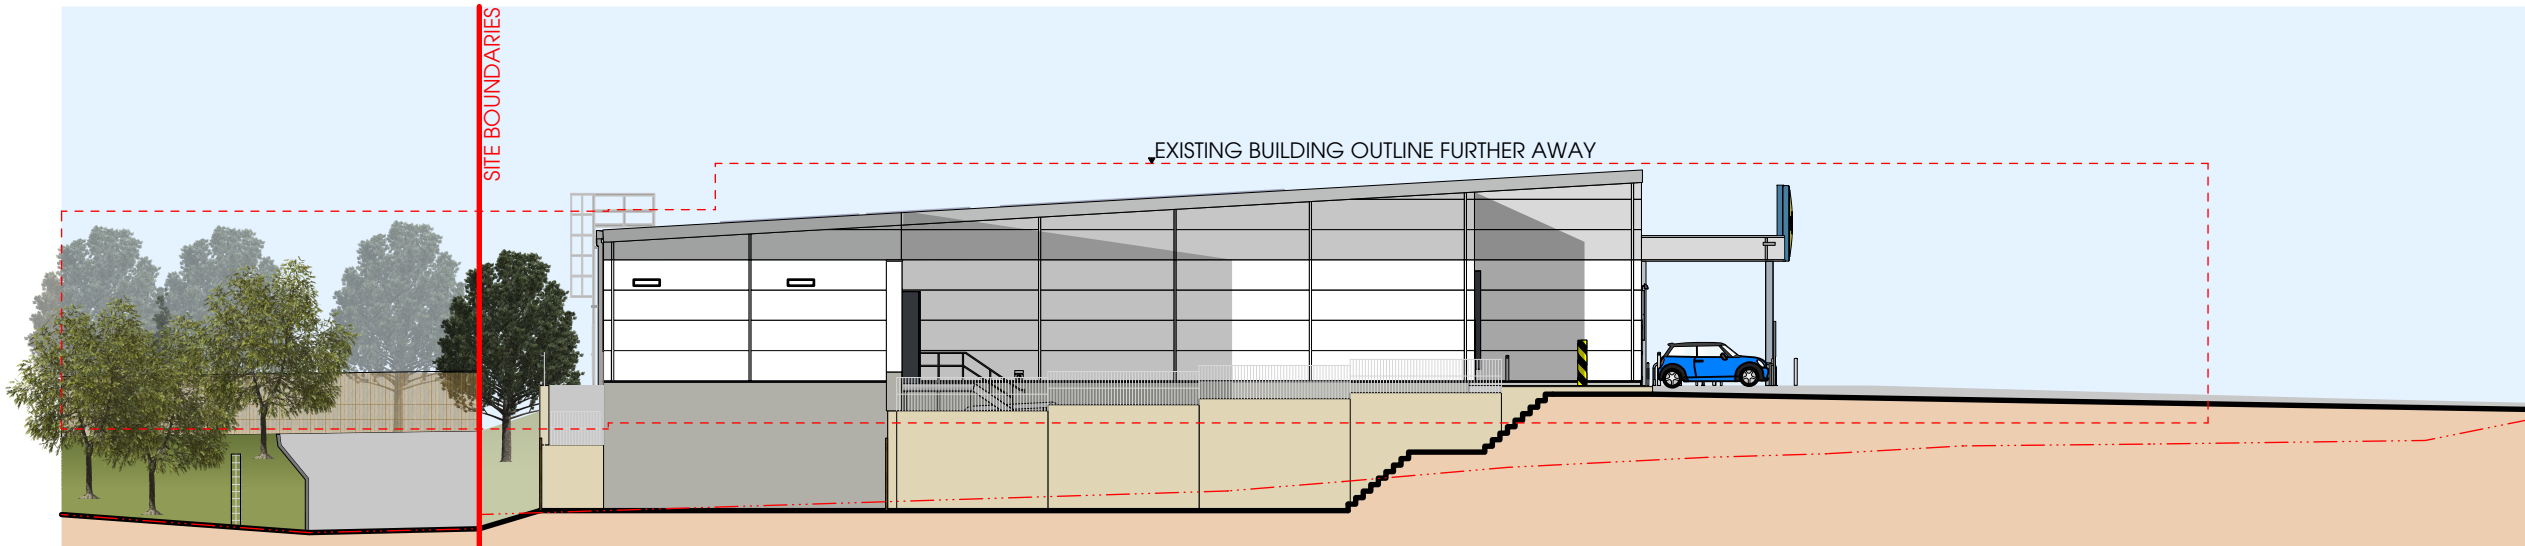 SITE BOUNDARIES
EXISTING BUILDING OUTLINE FURTHER AWAY